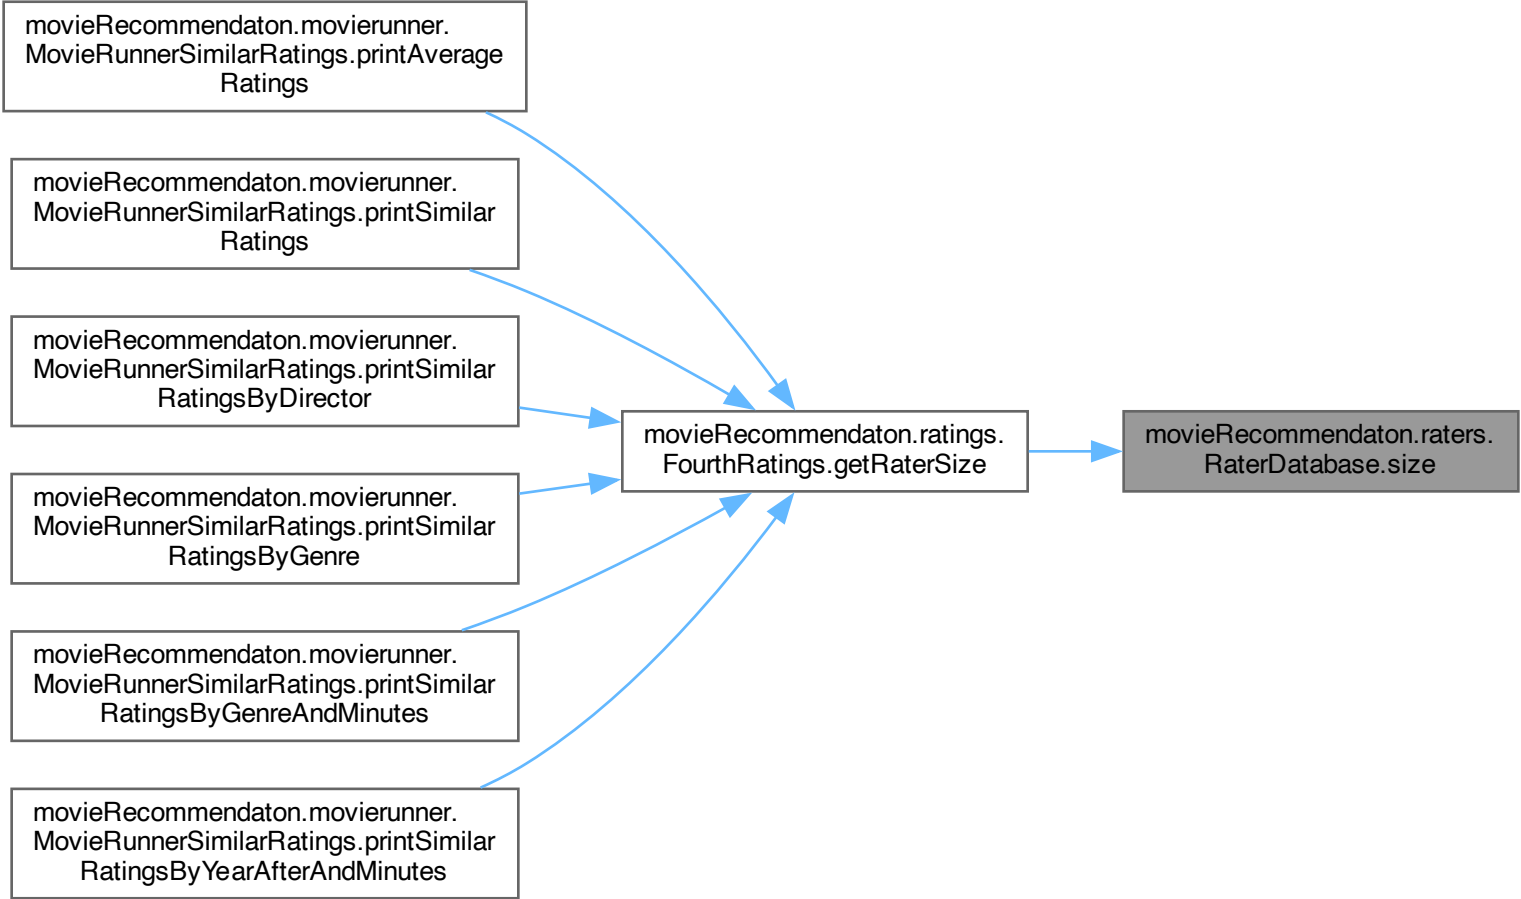 movieRecommendaton.movierunner.
MovieRunnerSimilarRatings.printAverage
Ratings
movieRecommendaton.movierunner.
MovieRunnerSimilarRatings.printSimilar
Ratings
movieRecommendaton.movierunner.
MovieRunnerSimilarRatings.printSimilar
RatingsByDirector
movieRecommendaton.movierunner.
MovieRunnerSimilarRatings.printSimilar
RatingsByGenre
movieRecommendaton.movierunner.
MovieRunnerSimilarRatings.printSimilar
RatingsByGenreAndMinutes
movieRecommendaton.movierunner.
MovieRunnerSimilarRatings.printSimilar
RatingsByYearAfterAndMinutes
movieRecommendaton.ratings.
FourthRatings.getRaterSize
movieRecommendaton.raters.
RaterDatabase.size